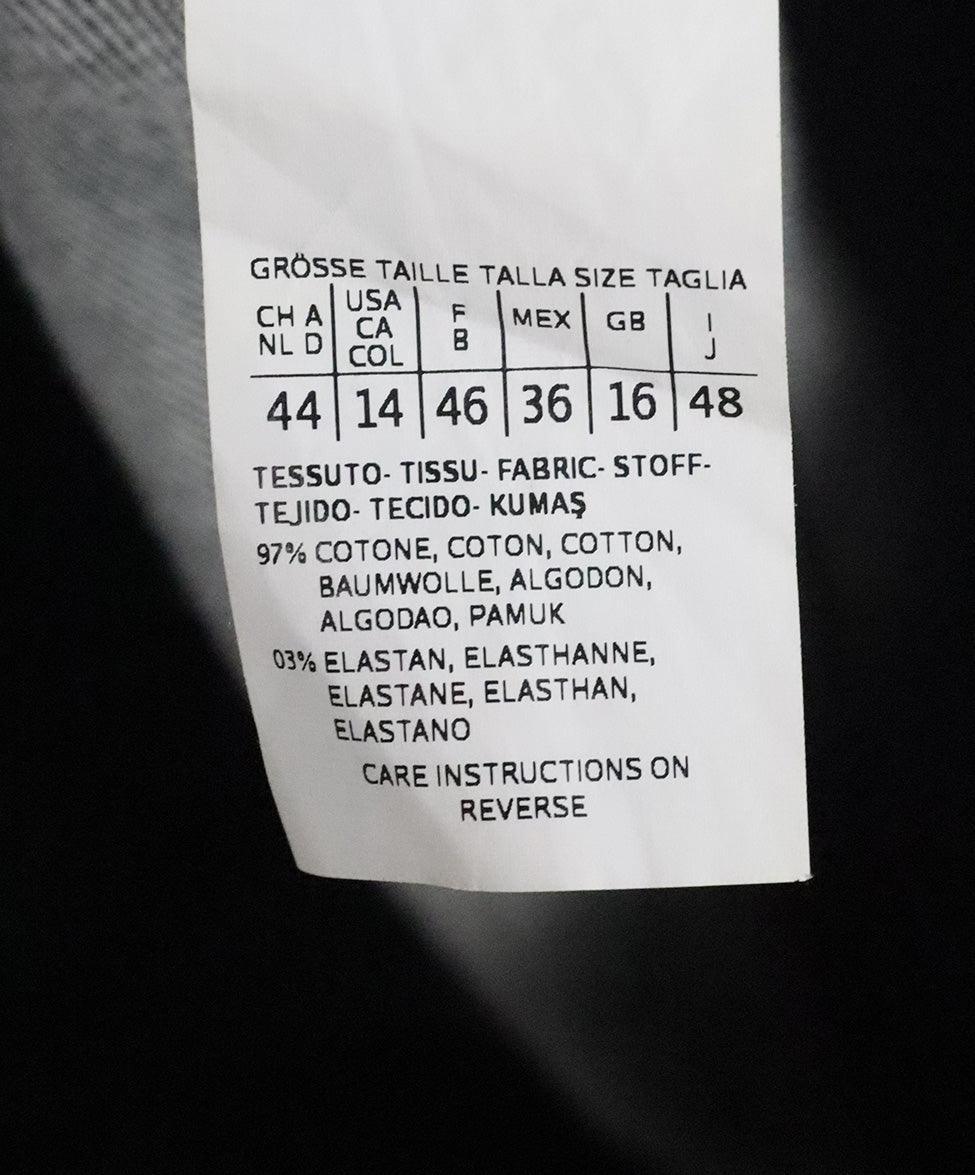 GRÖSSE TAILLE TALLA SIZE TAGLIA
CH A NL D | USA CA COL | F B | MEX | GB | I J
44 | 14 | 46 | 36 | 16 | 48
TESSUTO- TISSU- FABRIC- STOFF-
TEJIDO- TECIDO- KUMAŞ
97% COTONE, COTON, COTTON,
BAUMWOLLE, ALGODON,
ALGODAO, PAMUK
03% ELASTAN, ELASTHANNE,
ELASTANE, ELASTHAN,
ELASTANO
CARE INSTRUCTIONS ON
REVERSE